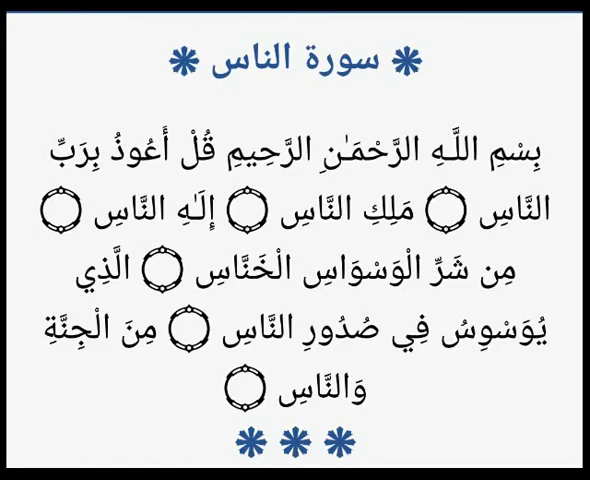 ❋ سورة الناس ❋
بِسْمِ اللَّـهِ الرَّحْمَـٰنِ الرَّحِيمِ قُلْ أَعُوذُ بِرَبِّ
النَّاسِ ۝ مَلِكِ النَّاسِ ۝ إِلَـٰهِ النَّاسِ ۝
مِن شَرِّ الْوَسْوَاسِ الْخَنَّاسِ ۝ الَّذِي
يُوَسْوِسُ فِي صُدُورِ النَّاسِ ۝ مِنَ الْجِنَّةِ
وَالنَّاسِ ۝
❋ ❋ ❋